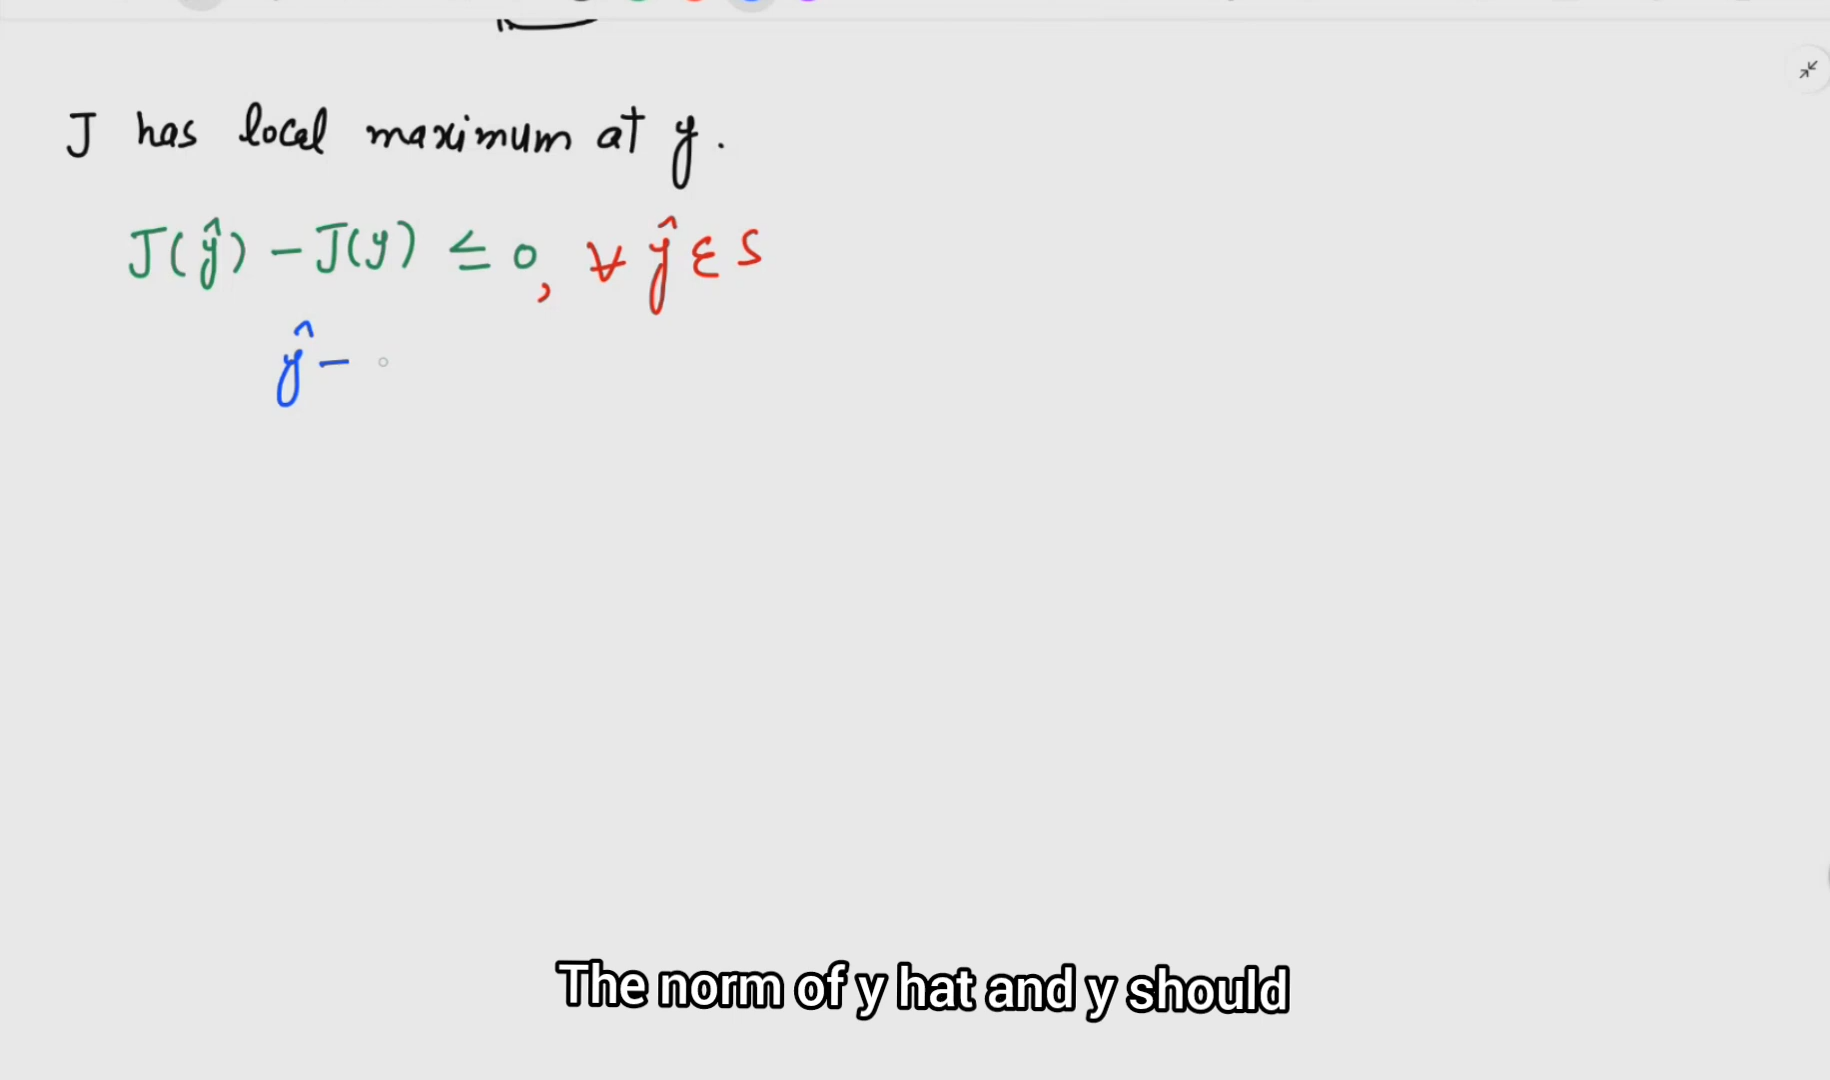 J has local maximum at y.
J(ŷ) - J(y) ≤ 0, ∀ ŷ ∈ S
ŷ -
The norm of y hat and y should